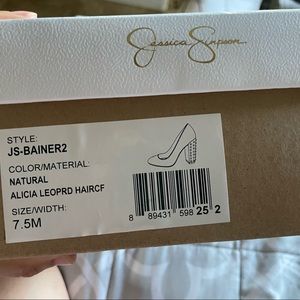 Jessica Simpson
STYLE:
JS-BAINER2
COLOR/MATERIAL:
NATURAL
ALICIA LEOPRD HAIRCF
SIZE/WIDTH:
7.5M
8 89431 598 25 2